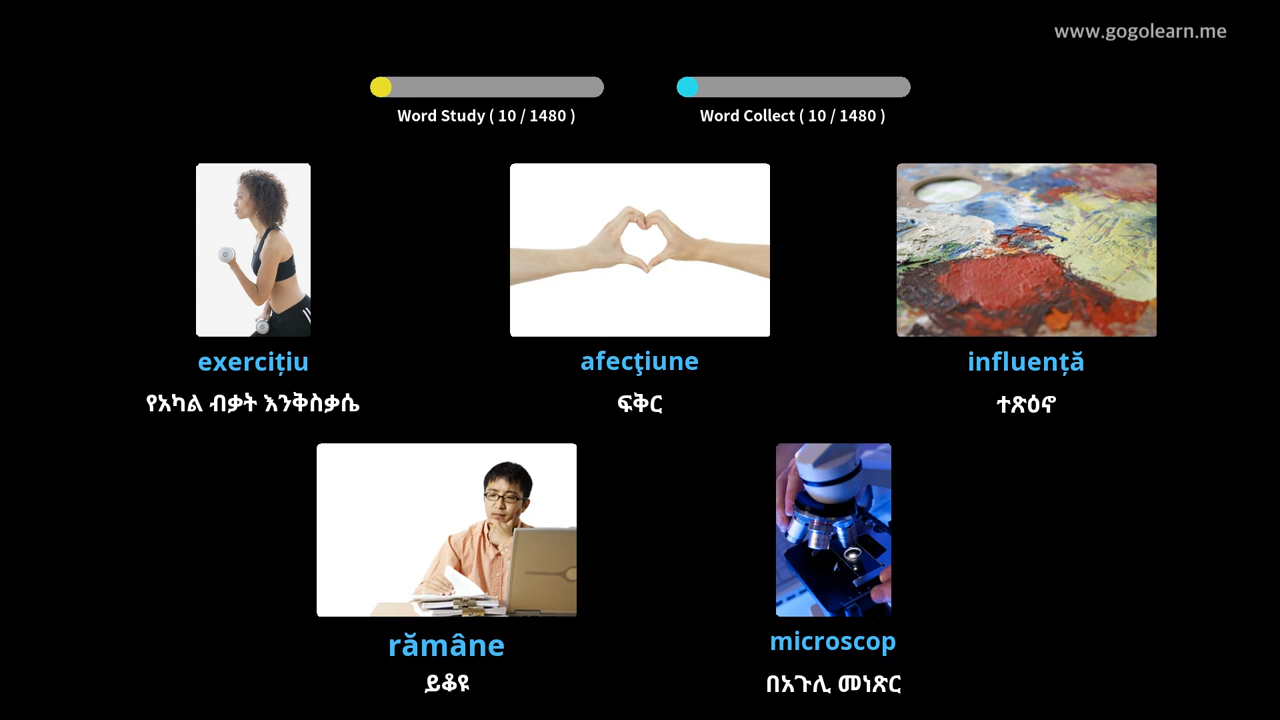 www.gogolearn.me
Word Study ( 10 / 1480 )
Word Collect ( 10 / 1480 )
exercițiu
afecţiune
influență
የአካል ብቃት እንቅስቃሴ
ፍቅር
ተጽዕኖ
rămâne
microscop
ይቆዩ
በአጉሊ መነጽር